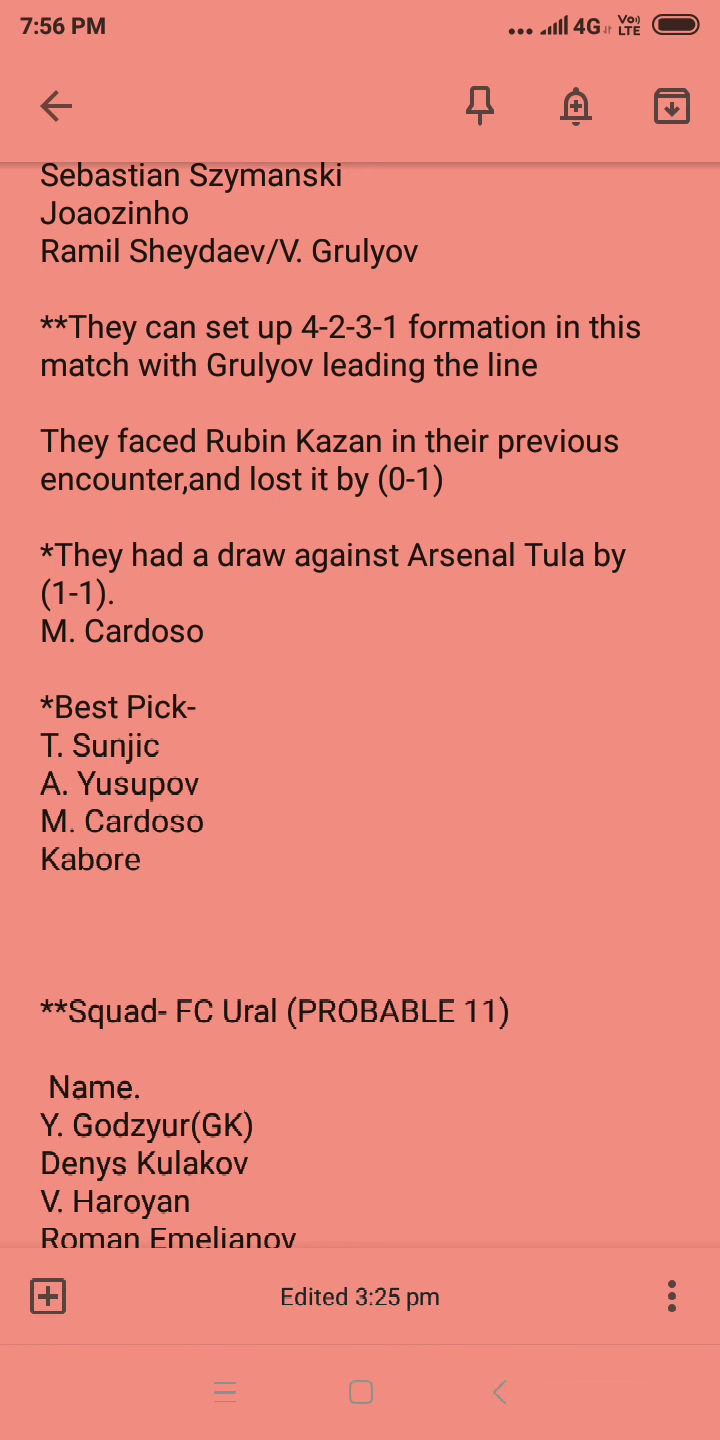 7:56 PM
4G Vo)) LTE
Sebastian Szymanski
Joaozinho
Ramil Sheydaev/V. Grulyov
**They can set up 4-2-3-1 formation in this
match with Grulyov leading the line
They faced Rubin Kazan in their previous
encounter,and lost it by (0-1)
*They had a draw against Arsenal Tula by
(1-1).
M. Cardoso
*Best Pick-
T. Sunjic
A. Yusupov
M. Cardoso
Kabore
**Squad- FC Ural (PROBABLE 11)
Name.
Y. Godzyur(GK)
Denys Kulakov
V. Haroyan
Roman Emelianov
Edited 3:25 pm